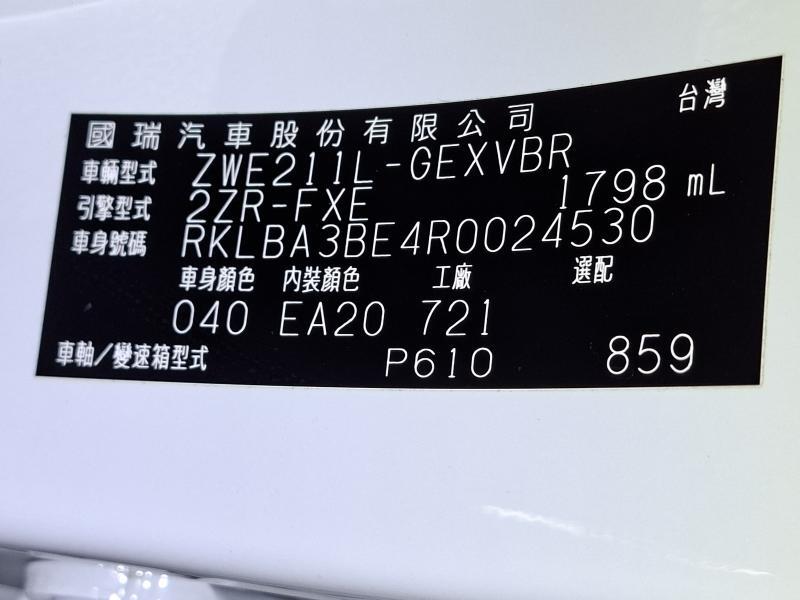 國瑞汽車股份有限公司 台灣
車輛型式 ZWE211L-GEXVBR
引擎型式 2ZR-FXE 1798 mL
車身號碼 RKLBA3BE4R0024530
車身顏色 內裝顏色 工廠 選配
040 EA20 721
車軸/變速箱型式 P610 859